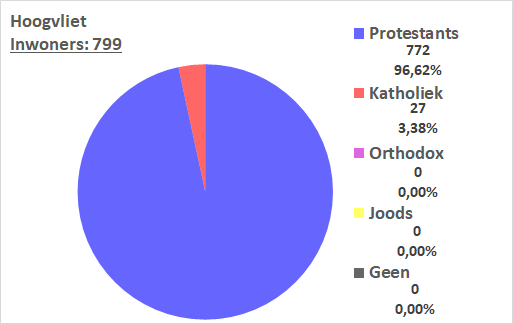 Hoogvliet
Inwoners: 799
Protestants
772
96,62%
Katholiek
27
3,38%
Orthodox
0
0,00%
Joods
0
0,00%
Geen
0
0,00%